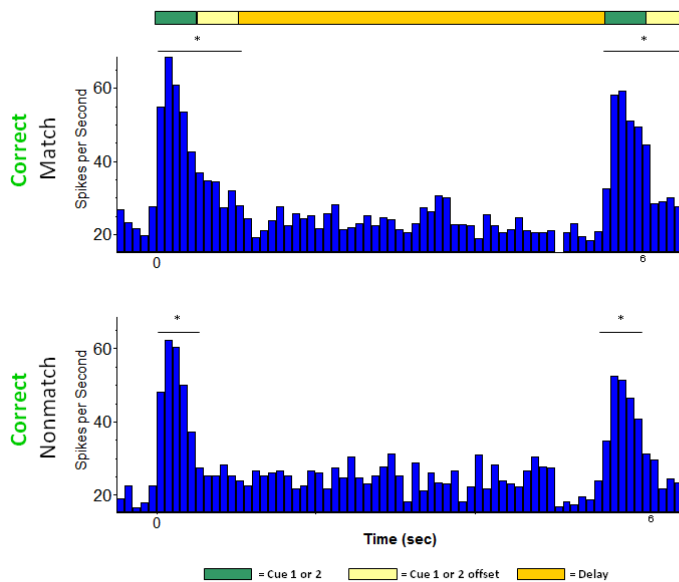 *
*
Correct
Match
Spikes per Second
60
40
20
0
6
*
*
Correct
Nonmatch
Spikes per Second
60
40
20
0
6
Time (sec)
= Cue 1 or 2
= Cue 1 or 2 offset
= Delay